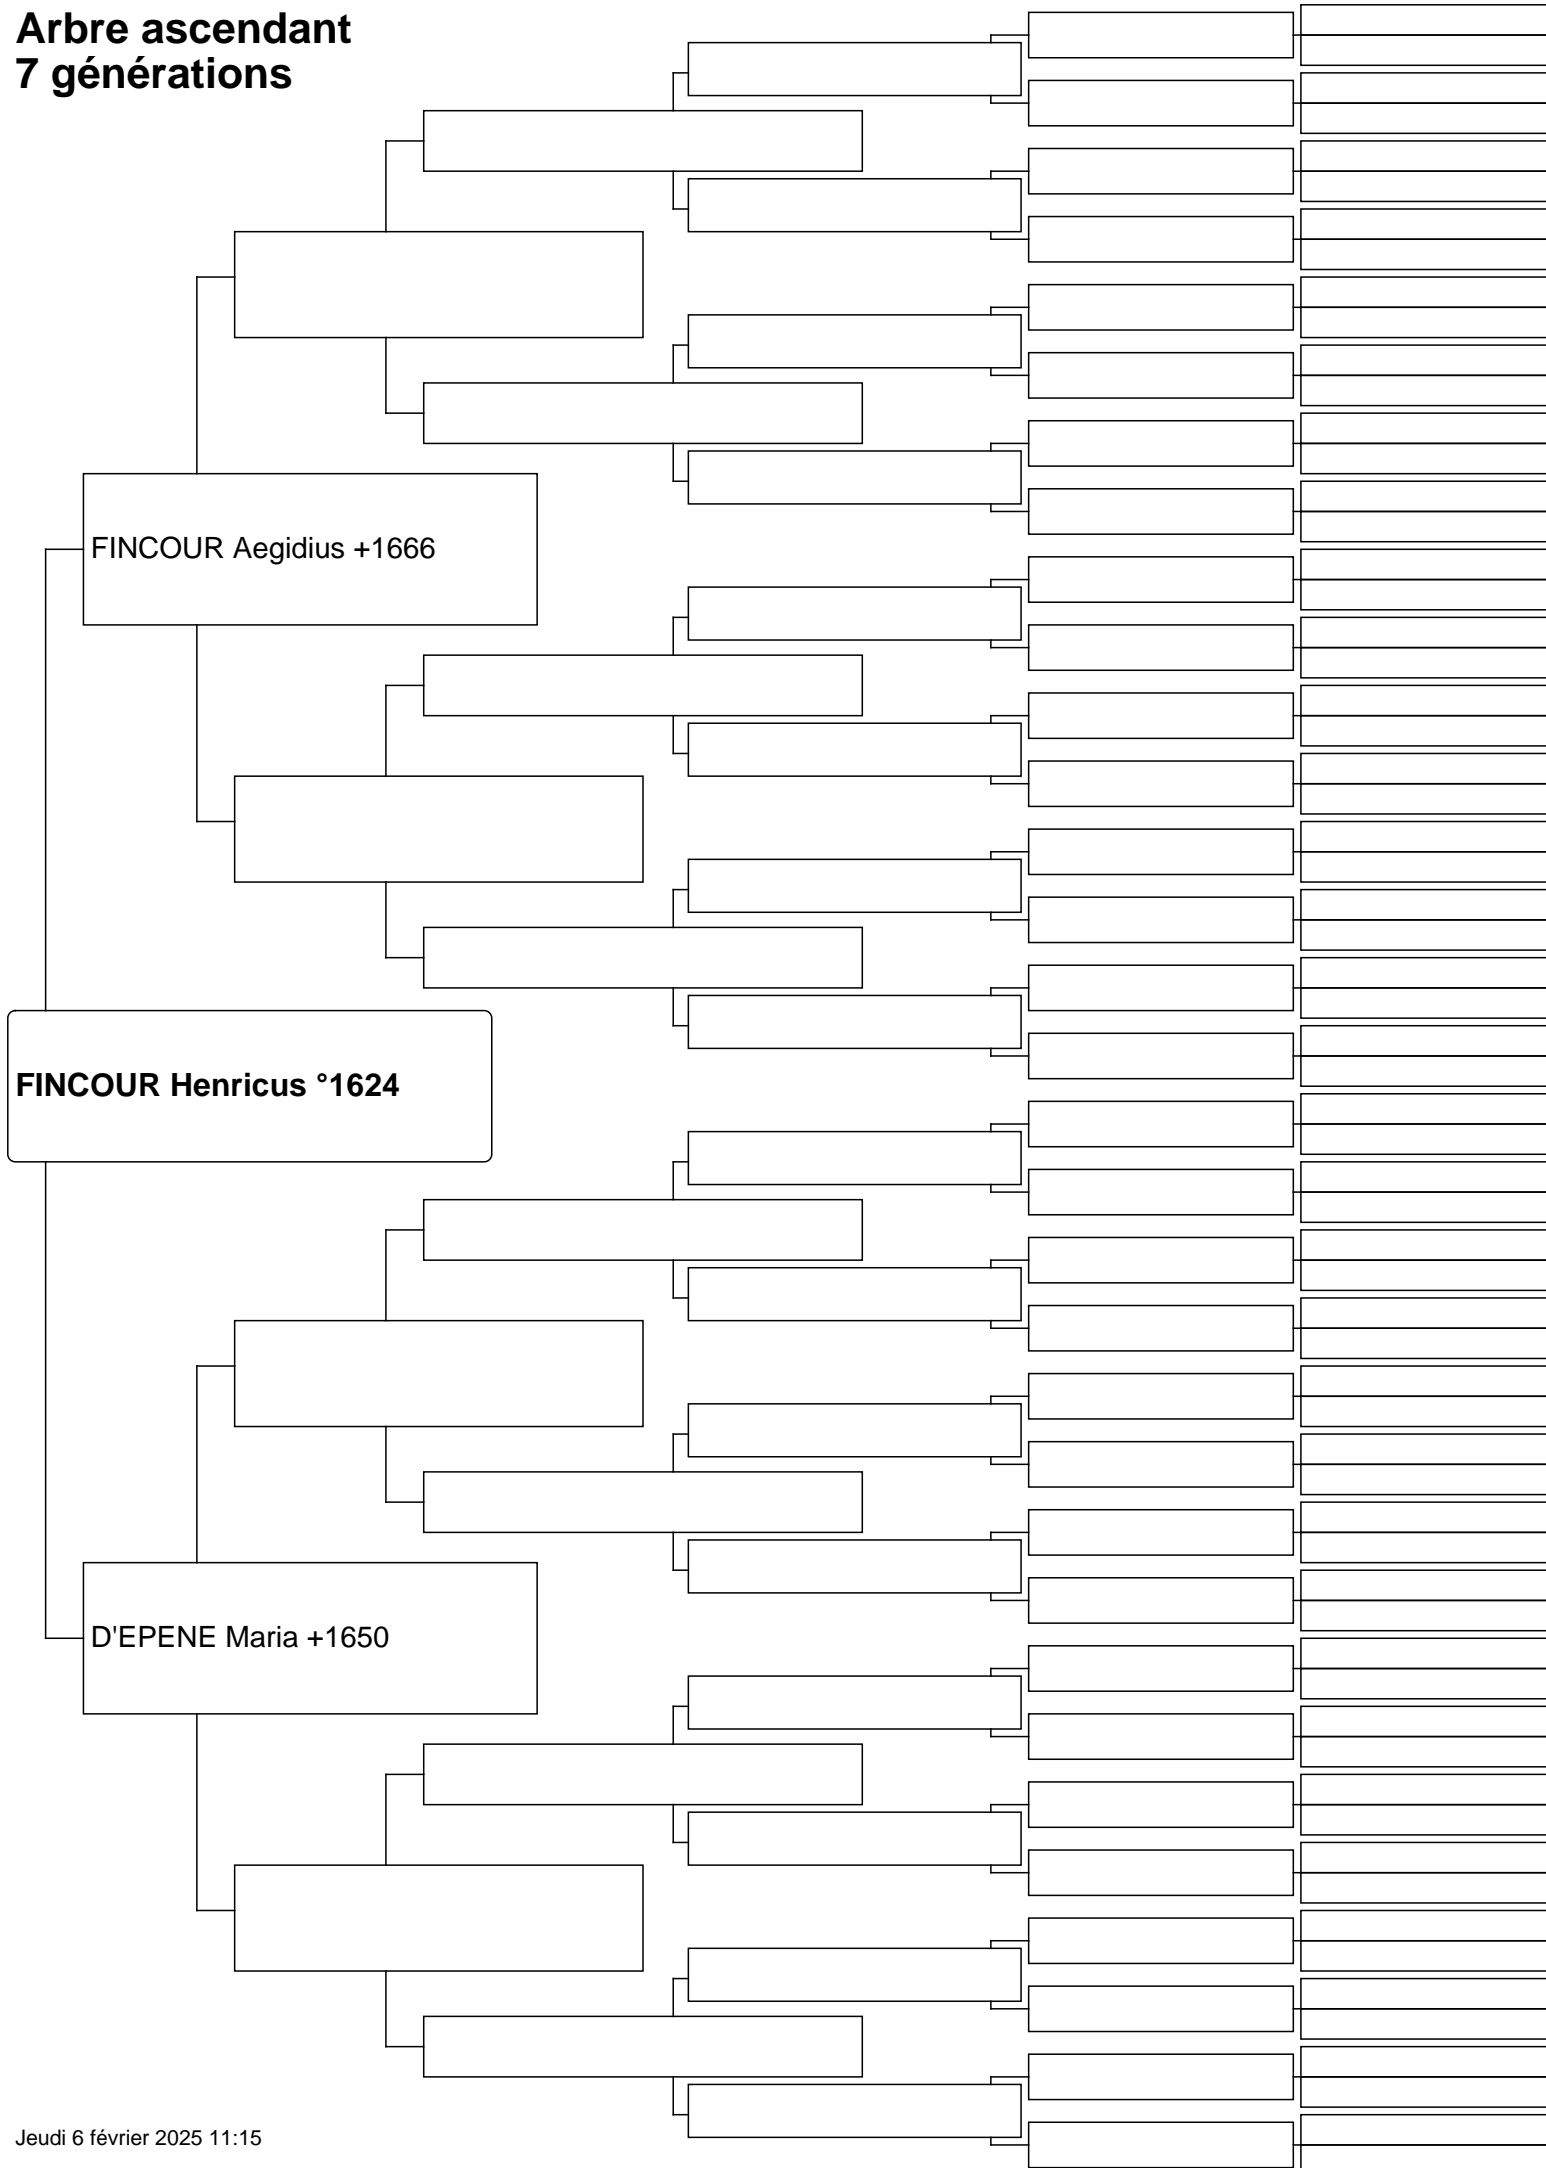 Arbre ascendant
7 générations
FINCOUR Aegidius +1666
FINCOUR Henricus °1624
D'EPENE Maria +1650
Jeudi 6 février 2025 11:15